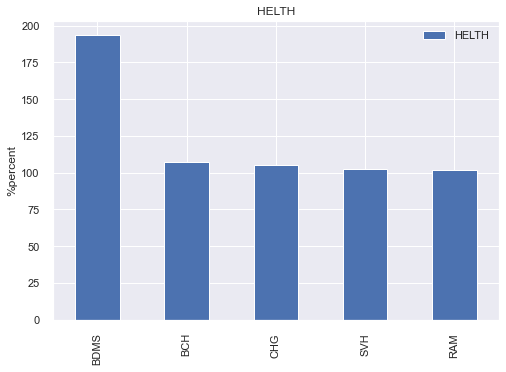 HELTH
HELTH
%percent
200
175
150
125
100
75
50
25
0
BDMS
BCH
CHG
SVH
RAM